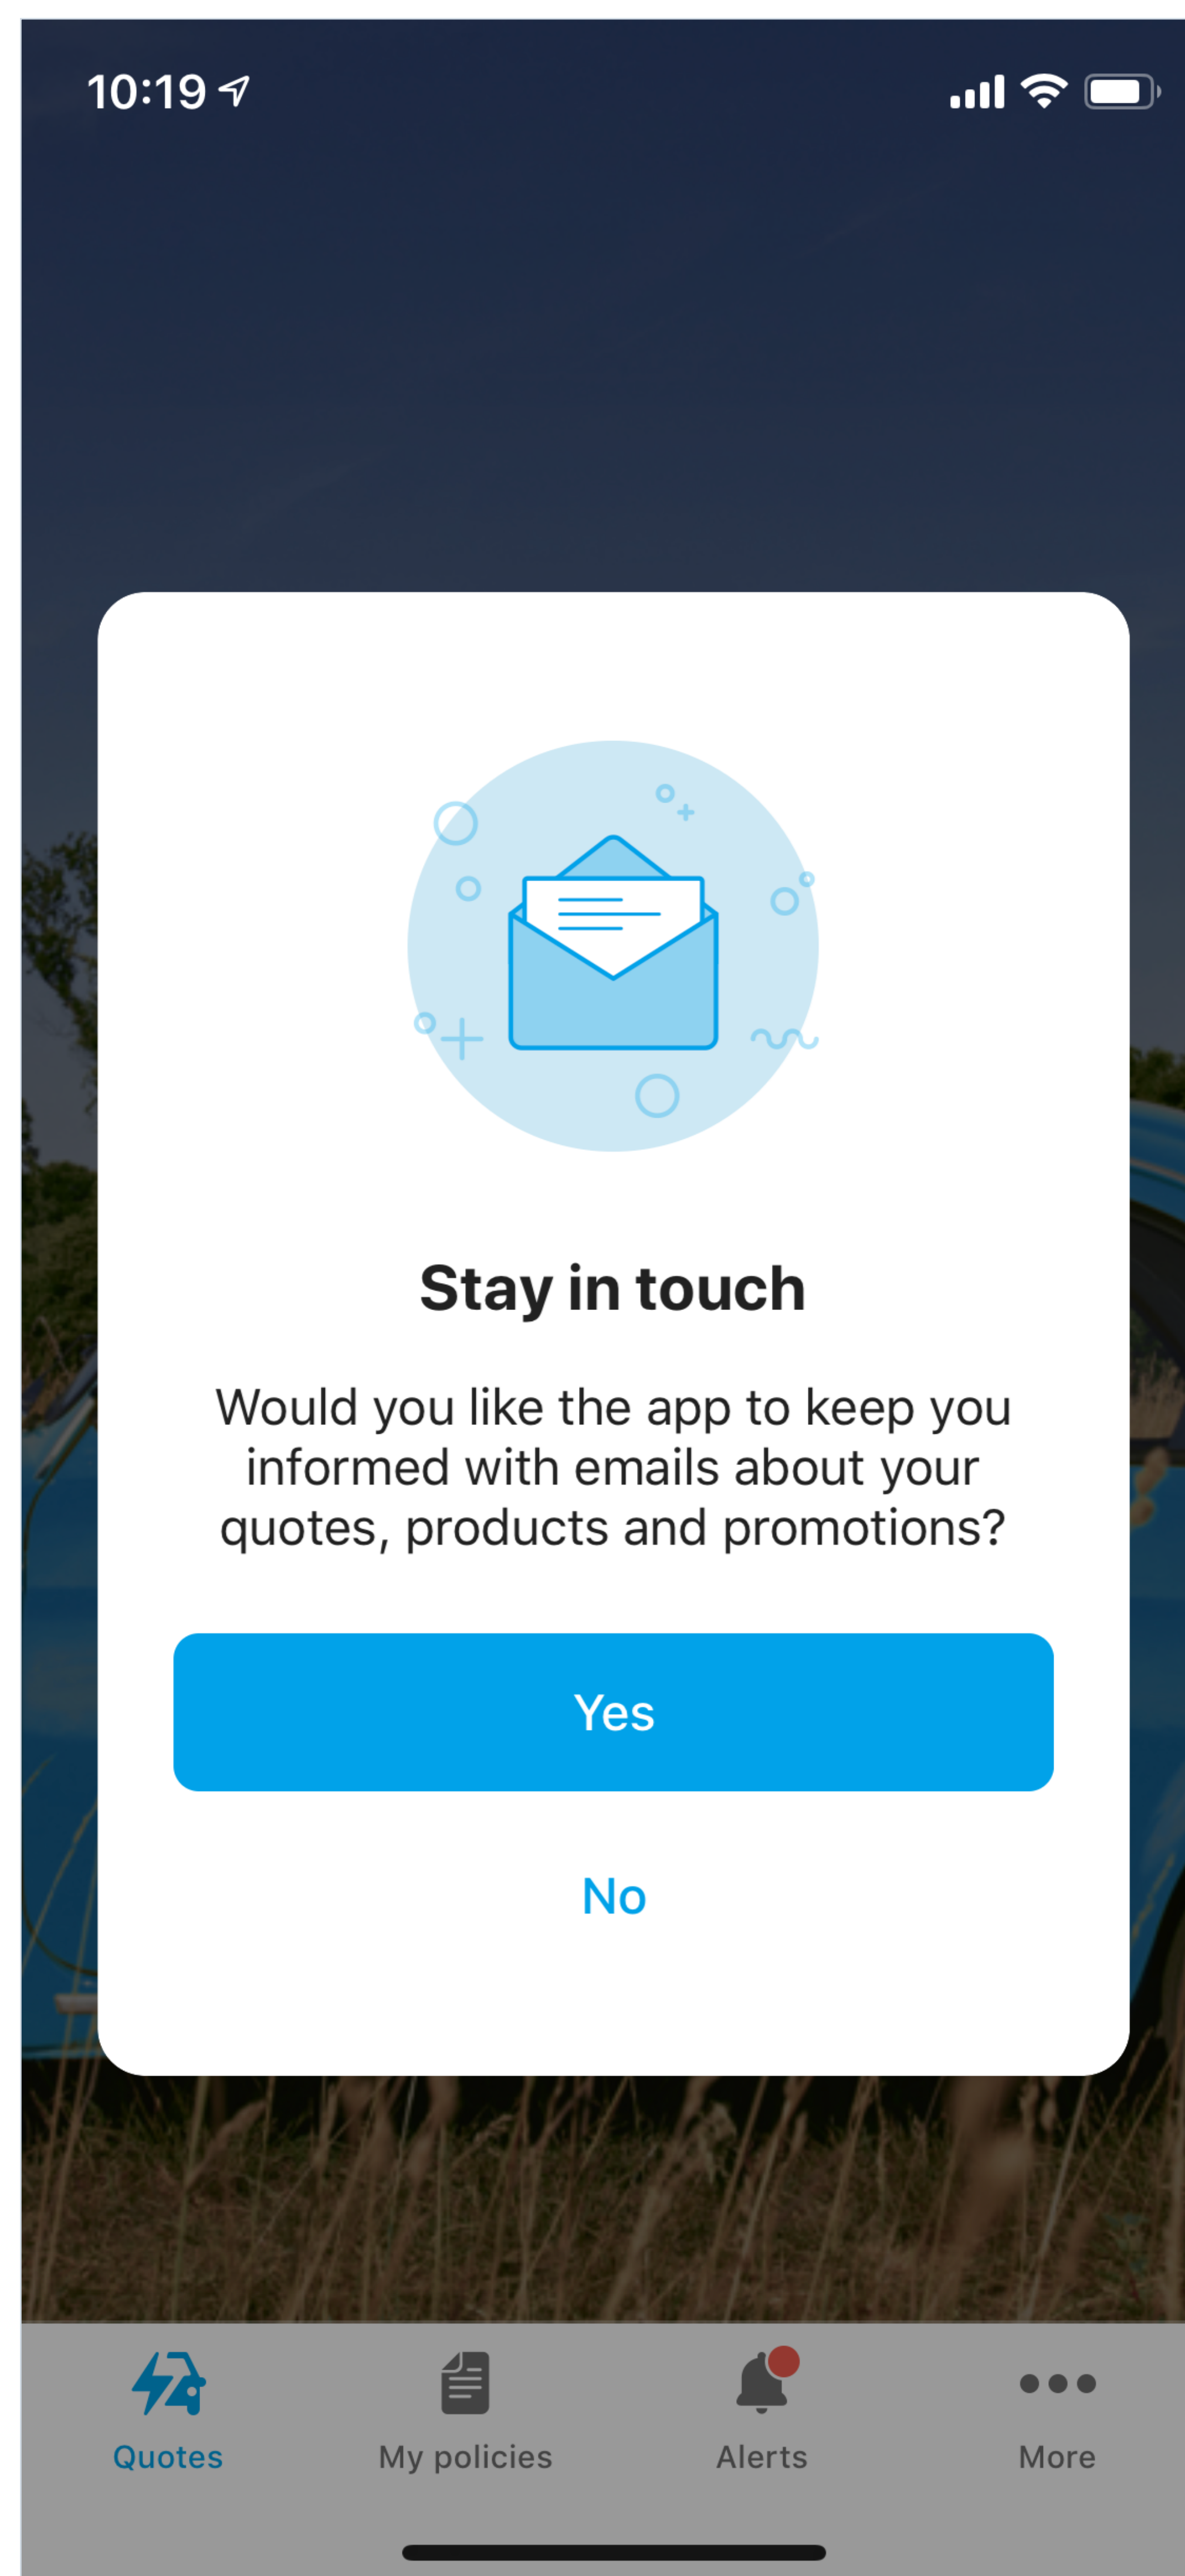 10:19
Stay in touch
Would you like the app to keep you
informed with emails about your
quotes, products and promotions?
Yes
No
Quotes
My policies
Alerts
More